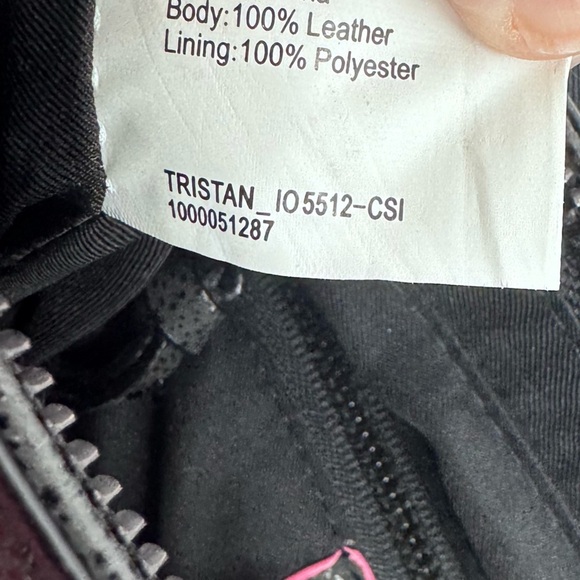 Body:100% Leather
Lining:100% Polyester
TRISTAN_IO5512-CSI
1000051287